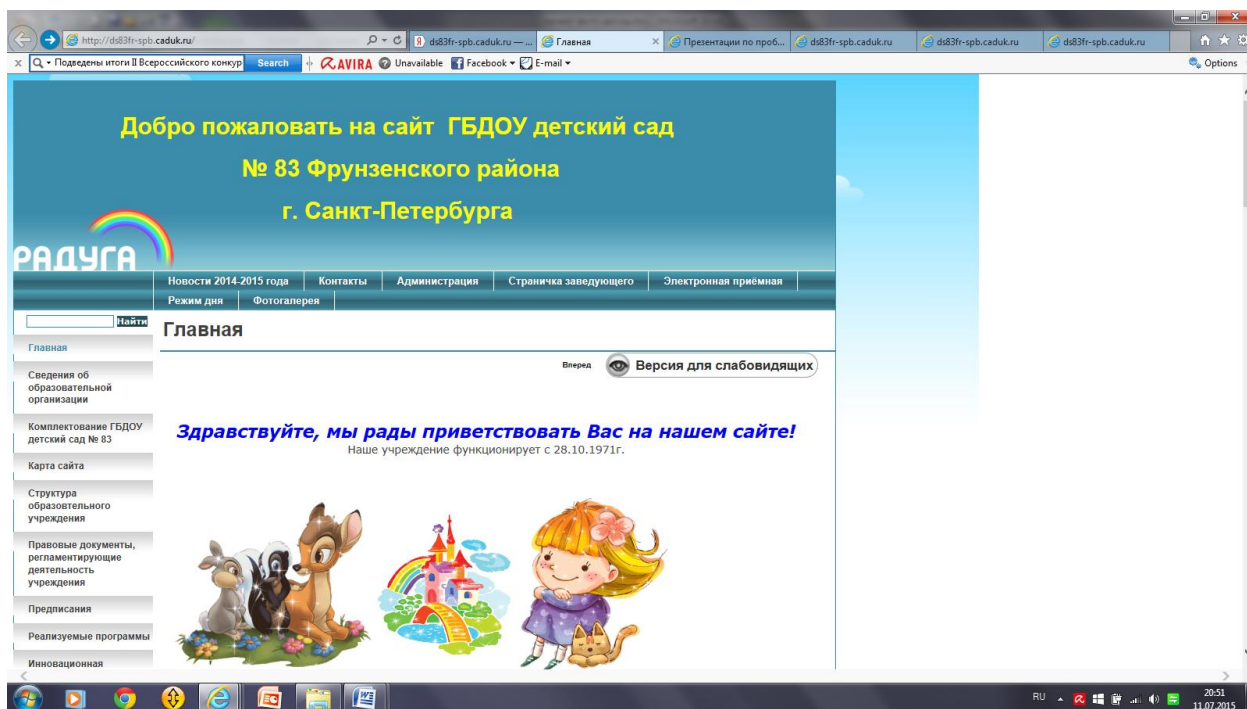 http://ds83fr-spb.caduk.ru/
ds83fr-spb.caduk.ru — ...
Главная
Презентации по проб...
ds83fr-spb.caduk.ru
ds83fr-spb.caduk.ru
ds83fr-spb.caduk.ru
Подведены итоги II Всероссийского конкур
Search
AVIRA
Unavailable
Facebook
E-mail
Options
Добро пожаловать на сайт ГБДОУ детский сад
№ 83 Фрунзенского района
г. Санкт-Петербурга
РАДУГА
Новости 2014-2015 года
Контакты
Администрация
Страничка заведующего
Электронная приёмная
Режим дня
Фотогалерея
Найти
Главная
Главная
Вперед
Версия для слабовидящих
Сведения об
образовательной
организации
Комплектование ГБДОУ
детский сад № 83
Карта сайта
Структура
образовтельного
учреждения
Правовые документы,
регламентирующие
деятельность
учреждения
Предписания
Реализуемые программы
Инновационная
Здравствуйте, мы рады приветствовать Вас на нашем сайте!
Наше учреждение функционирует с 28.10.1971г.
RU
20:51
11.07.2015